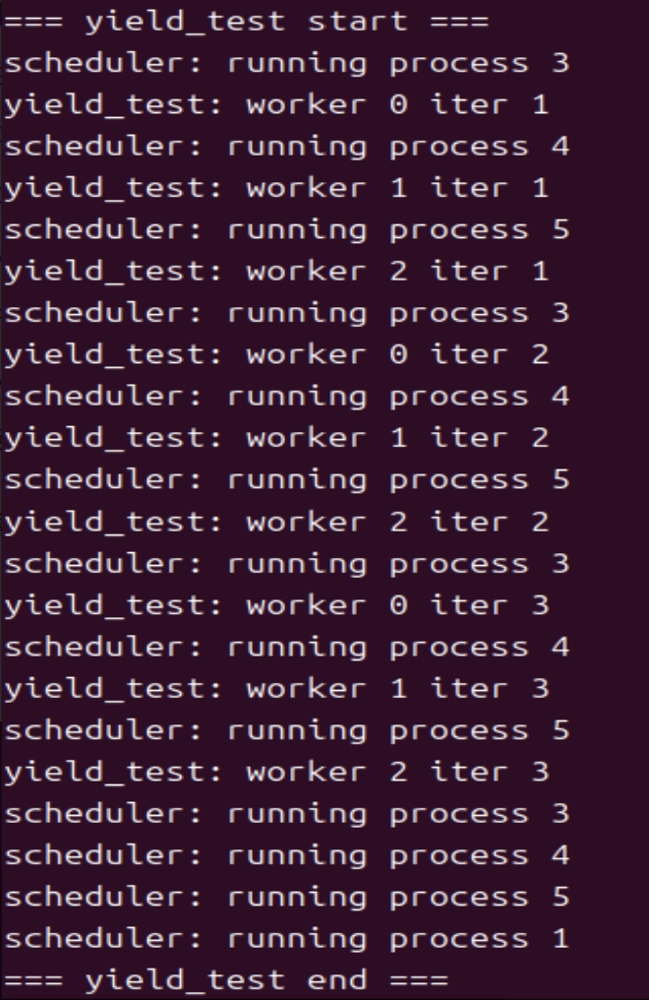 === yield_test start ===
scheduler: running process 3
yield_test: worker 0 iter 1
scheduler: running process 4
yield_test: worker 1 iter 1
scheduler: running process 5
yield_test: worker 2 iter 1
scheduler: running process 3
yield_test: worker 0 iter 2
scheduler: running process 4
yield_test: worker 1 iter 2
scheduler: running process 5
yield_test: worker 2 iter 2
scheduler: running process 3
yield_test: worker 0 iter 3
scheduler: running process 4
yield_test: worker 1 iter 3
scheduler: running process 5
yield_test: worker 2 iter 3
scheduler: running process 3
scheduler: running process 4
scheduler: running process 5
scheduler: running process 1
=== yield_test end ===